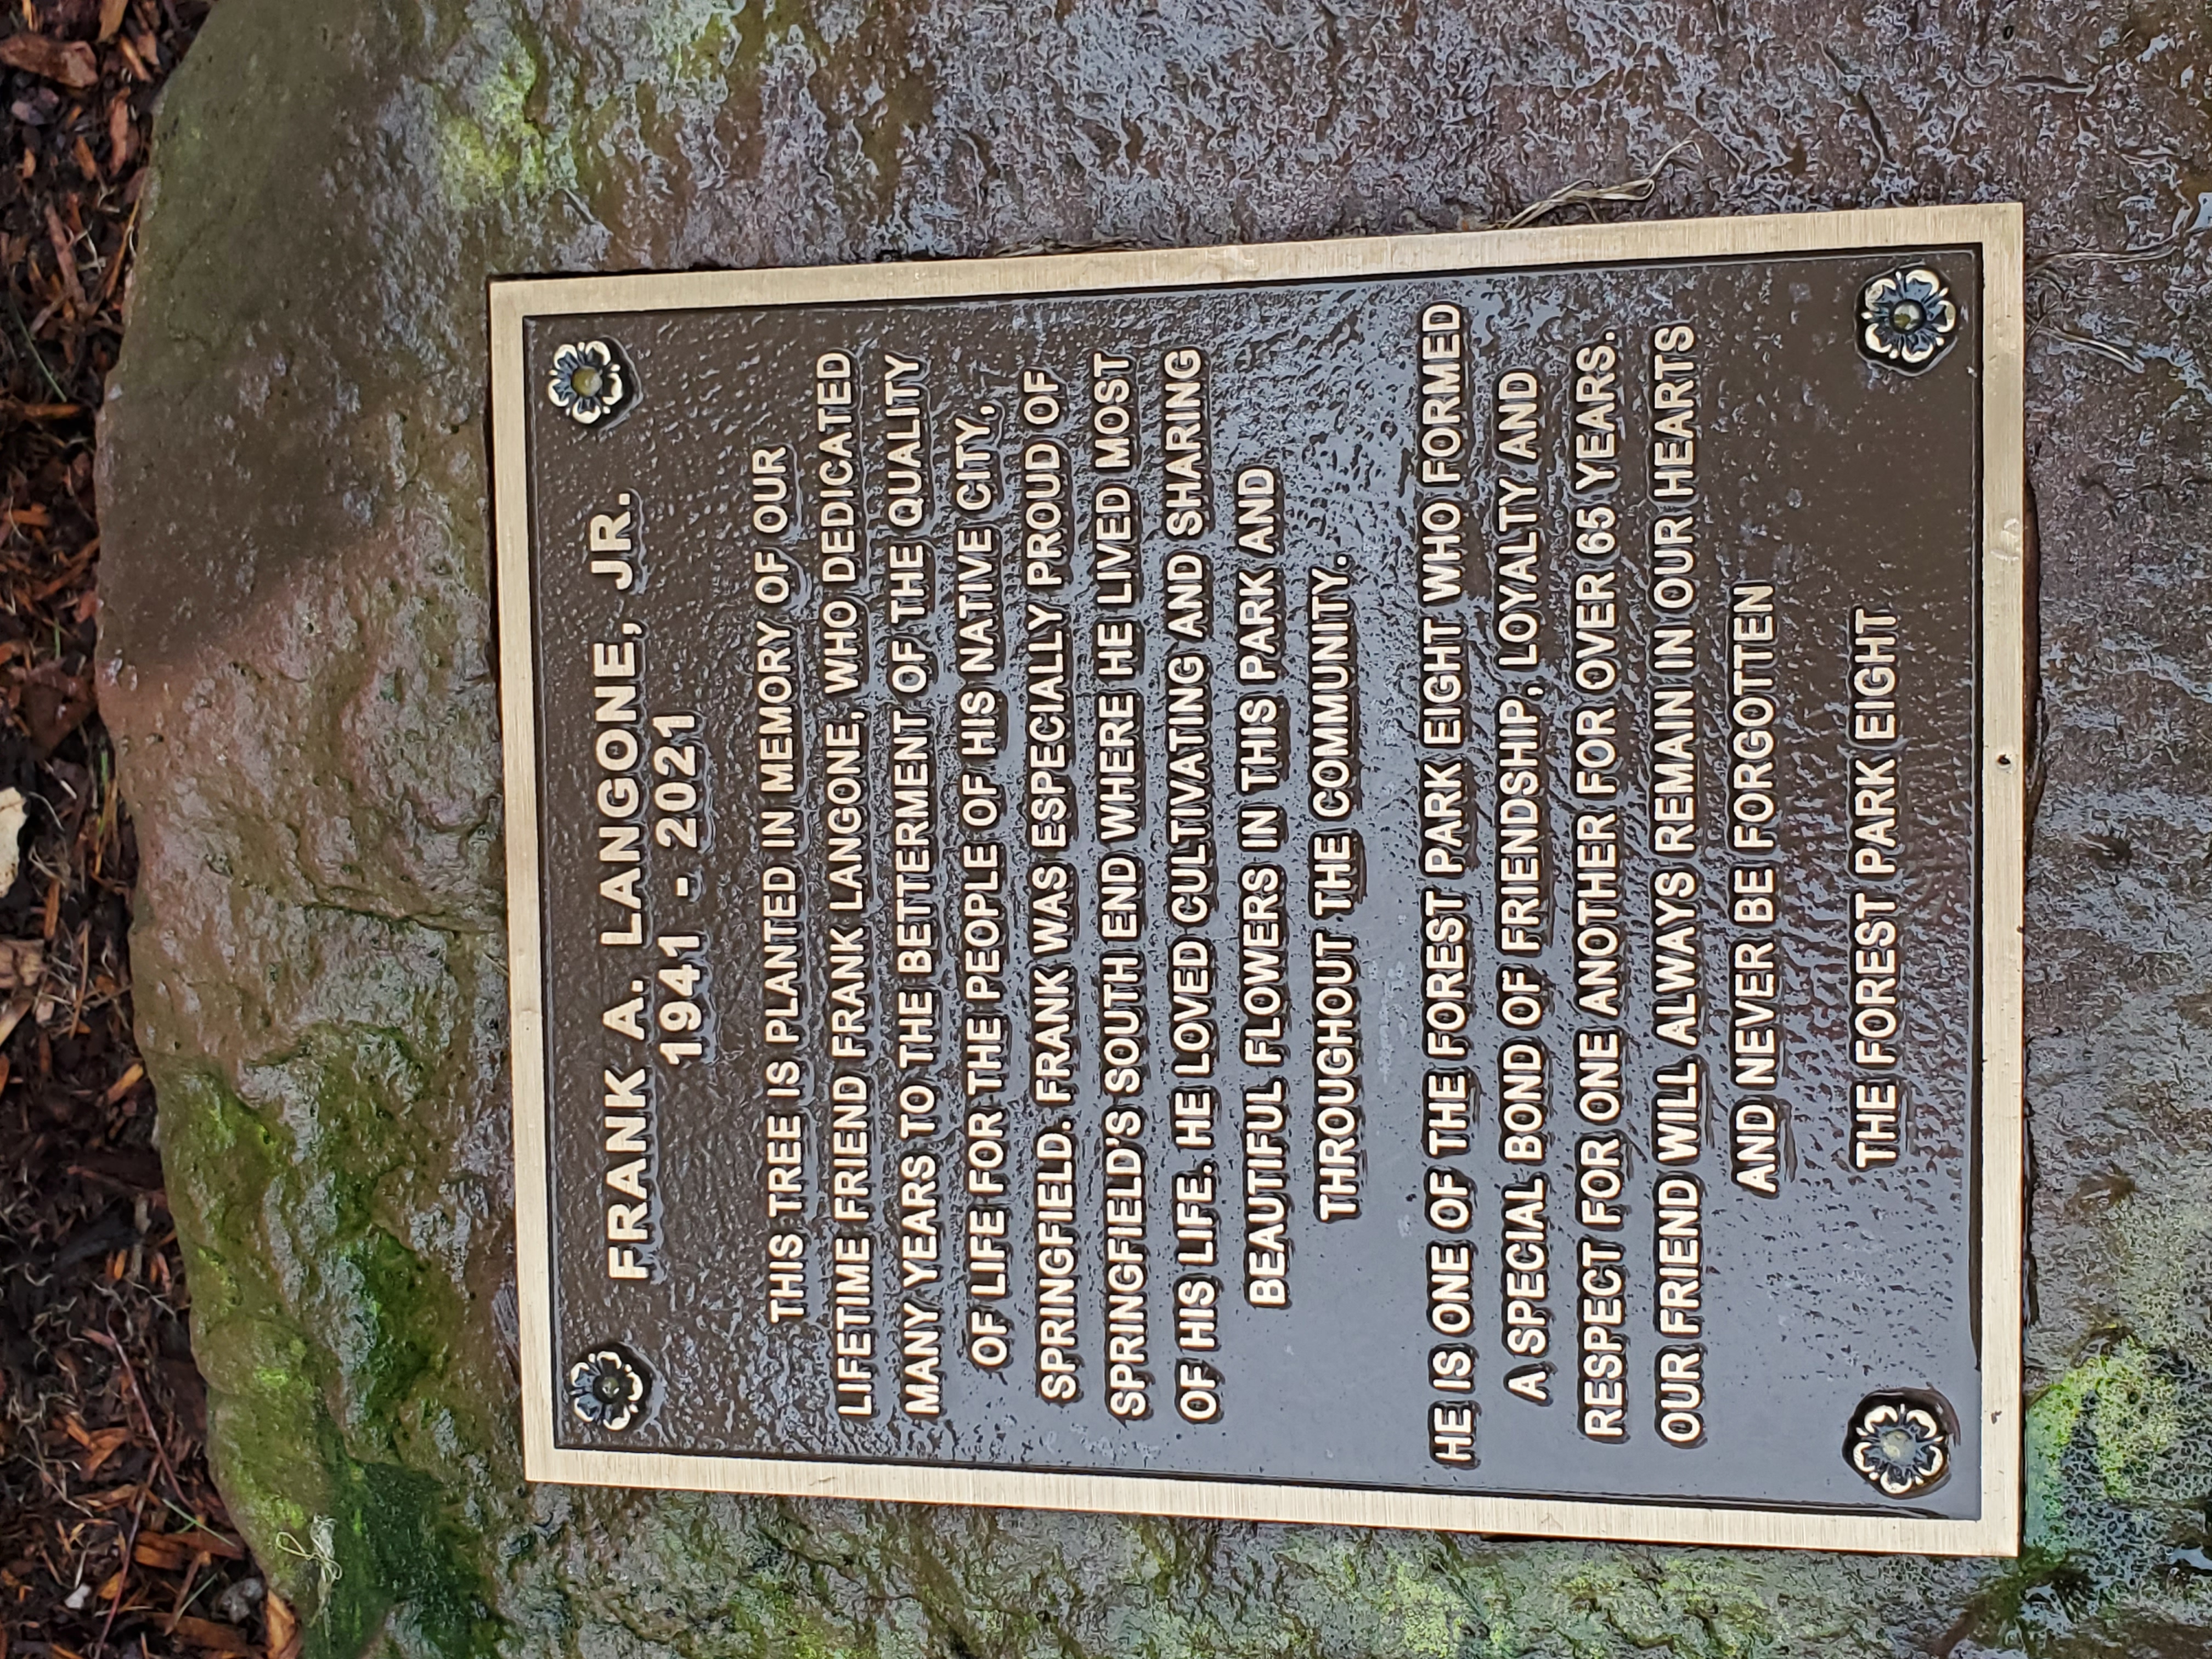 FRANK A. LANGONE, JR.
1941 - 2021
THIS TREE IS PLANTED IN MEMORY OF OUR
LIFETIME FRIEND FRANK LANGONE, WHO DEDICATED
MANY YEARS TO THE BETTERMENT OF THE QUALITY
OF LIFE FOR THE PEOPLE OF HIS NATIVE CITY,
SPRINGFIELD. FRANK WAS ESPECIALLY PROUD OF
SPRINGFIELD'S SOUTH END WHERE HE LIVED MOST
OF HIS LIFE. HE LOVED CULTIVATING AND SHARING
BEAUTIFUL FLOWERS IN THIS PARK AND
THROUGHOUT THE COMMUNITY.
HE IS ONE OF THE FOREST PARK EIGHT WHO FORMED
A SPECIAL BOND OF FRIENDSHIP, LOYALTY AND
RESPECT FOR ONE ANOTHER FOR OVER 65 YEARS.
OUR FRIEND WILL ALWAYS REMAIN IN OUR HEARTS
AND NEVER BE FORGOTTEN
THE FOREST PARK EIGHT